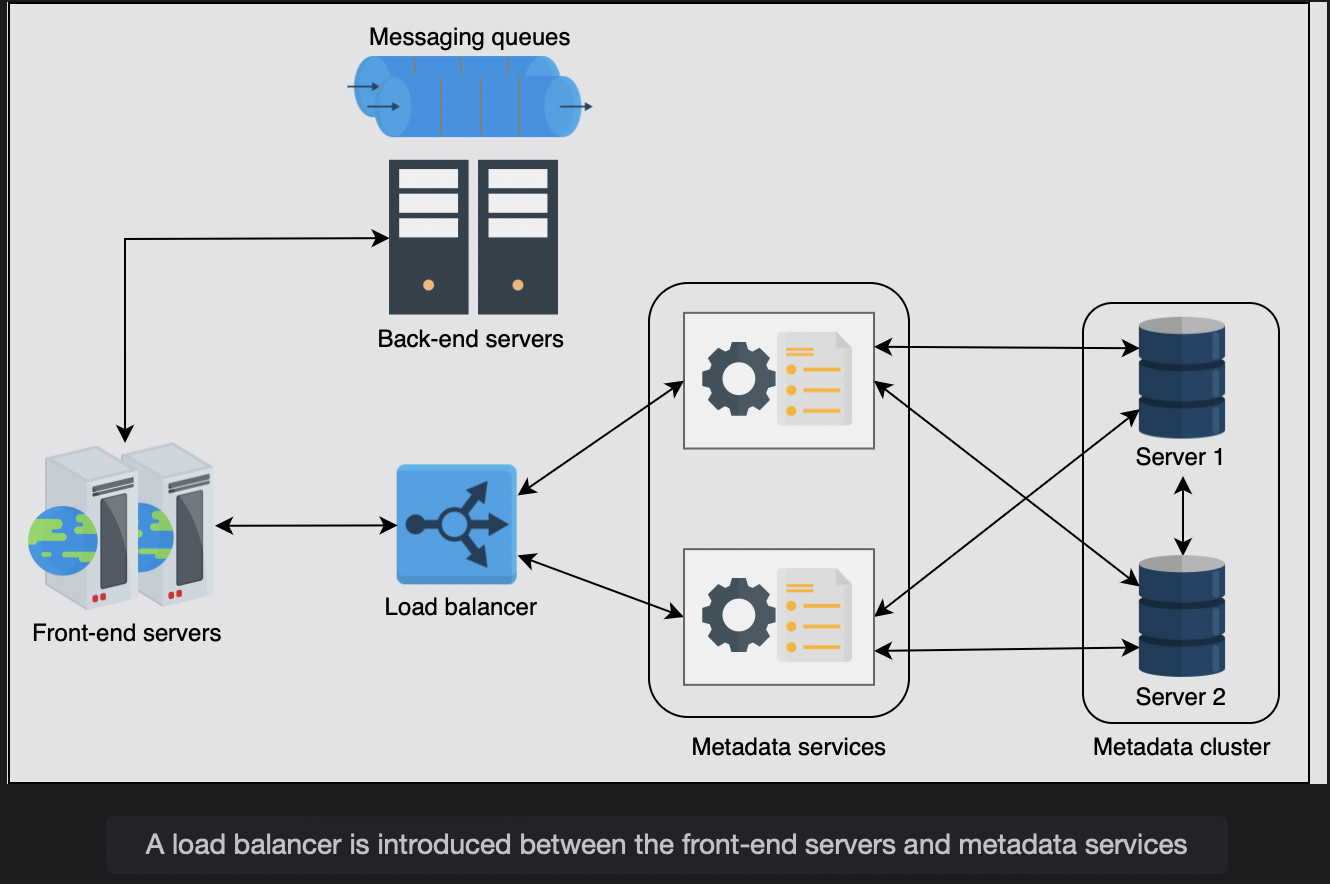 Messaging queues
Back-end servers
Server 1
Load balancer
Front-end servers
Server 2
Metadata services
Metadata cluster
A load balancer is introduced between the front-end servers and metadata services